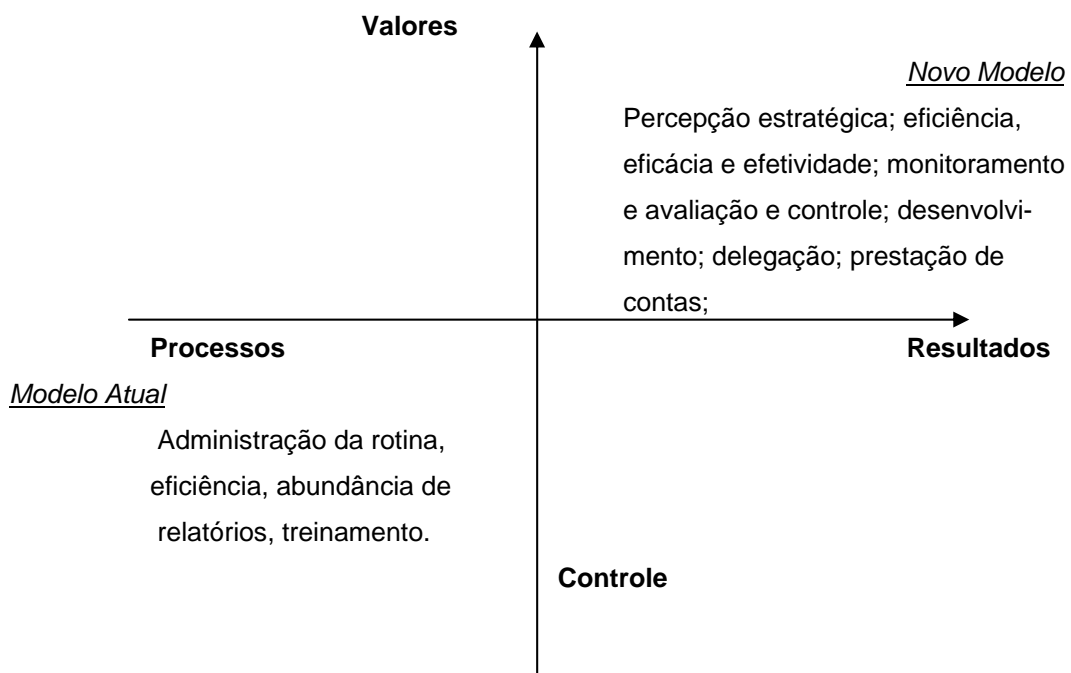 Valores
Novo Modelo
Percepção estratégica; eficiência,
eficácia e efetividade; monitoramento
e avaliação e controle; desenvolvi-
mento; delegação; prestação de
contas;
Processos
Resultados
Modelo Atual
Administração da rotina,
eficiência, abundância de
relatórios, treinamento.
Controle